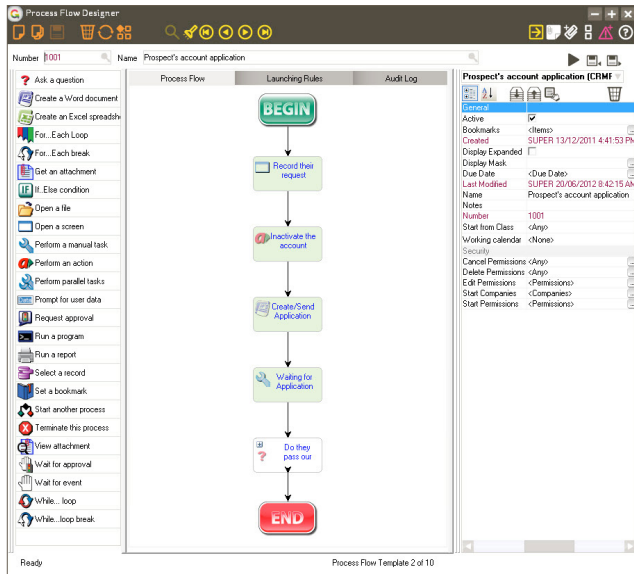 Process Flow Designer
Number 1001 Name Prospect's account application
Process Flow Launching Rules Audit Log
Ask a question
Create a Word document
Create an Excel spreadsh
For...Each Loop
For...Each break
Get an attachment
If..Else condition
Open a file
Open a screen
Perform a manual task
Perform an action
Perform parallel tasks
Prompt for user data
Request approval
Run a program
Run a report
Select a record
Set a bookmark
Start another process
Terminate this process
View attachment
Wait for approval
Wait for event
While... loop
While...loop break
BEGIN
Record their
request
Inactivate the
account
Create/Send
Application
Waiting for
Application
Do they
pass our
END
Prospect's account application (CRMF
General
Active
Bookmarks <Items>
Created SUPER 13/12/2011 4:41:53 PM
Display Expanded
Display Mask
Due Date <Due Date>
Last Modified SUPER 20/06/2012 8:42:15 AM
Name Prospect's account application
Notes
Number 1001
Start from Class <Any>
Working calendar <None>
Security
Cancel Permissions <Any>
Delete Permissions <Any>
Edit Permissions <Permissions>
Start Companies <Companies>
Start Permissions <Permissions>
Ready Process Flow Template 2 of 10